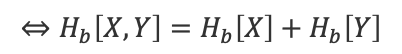 ⇔ H_b[X, Y] = H_b[X] + H_b[Y]